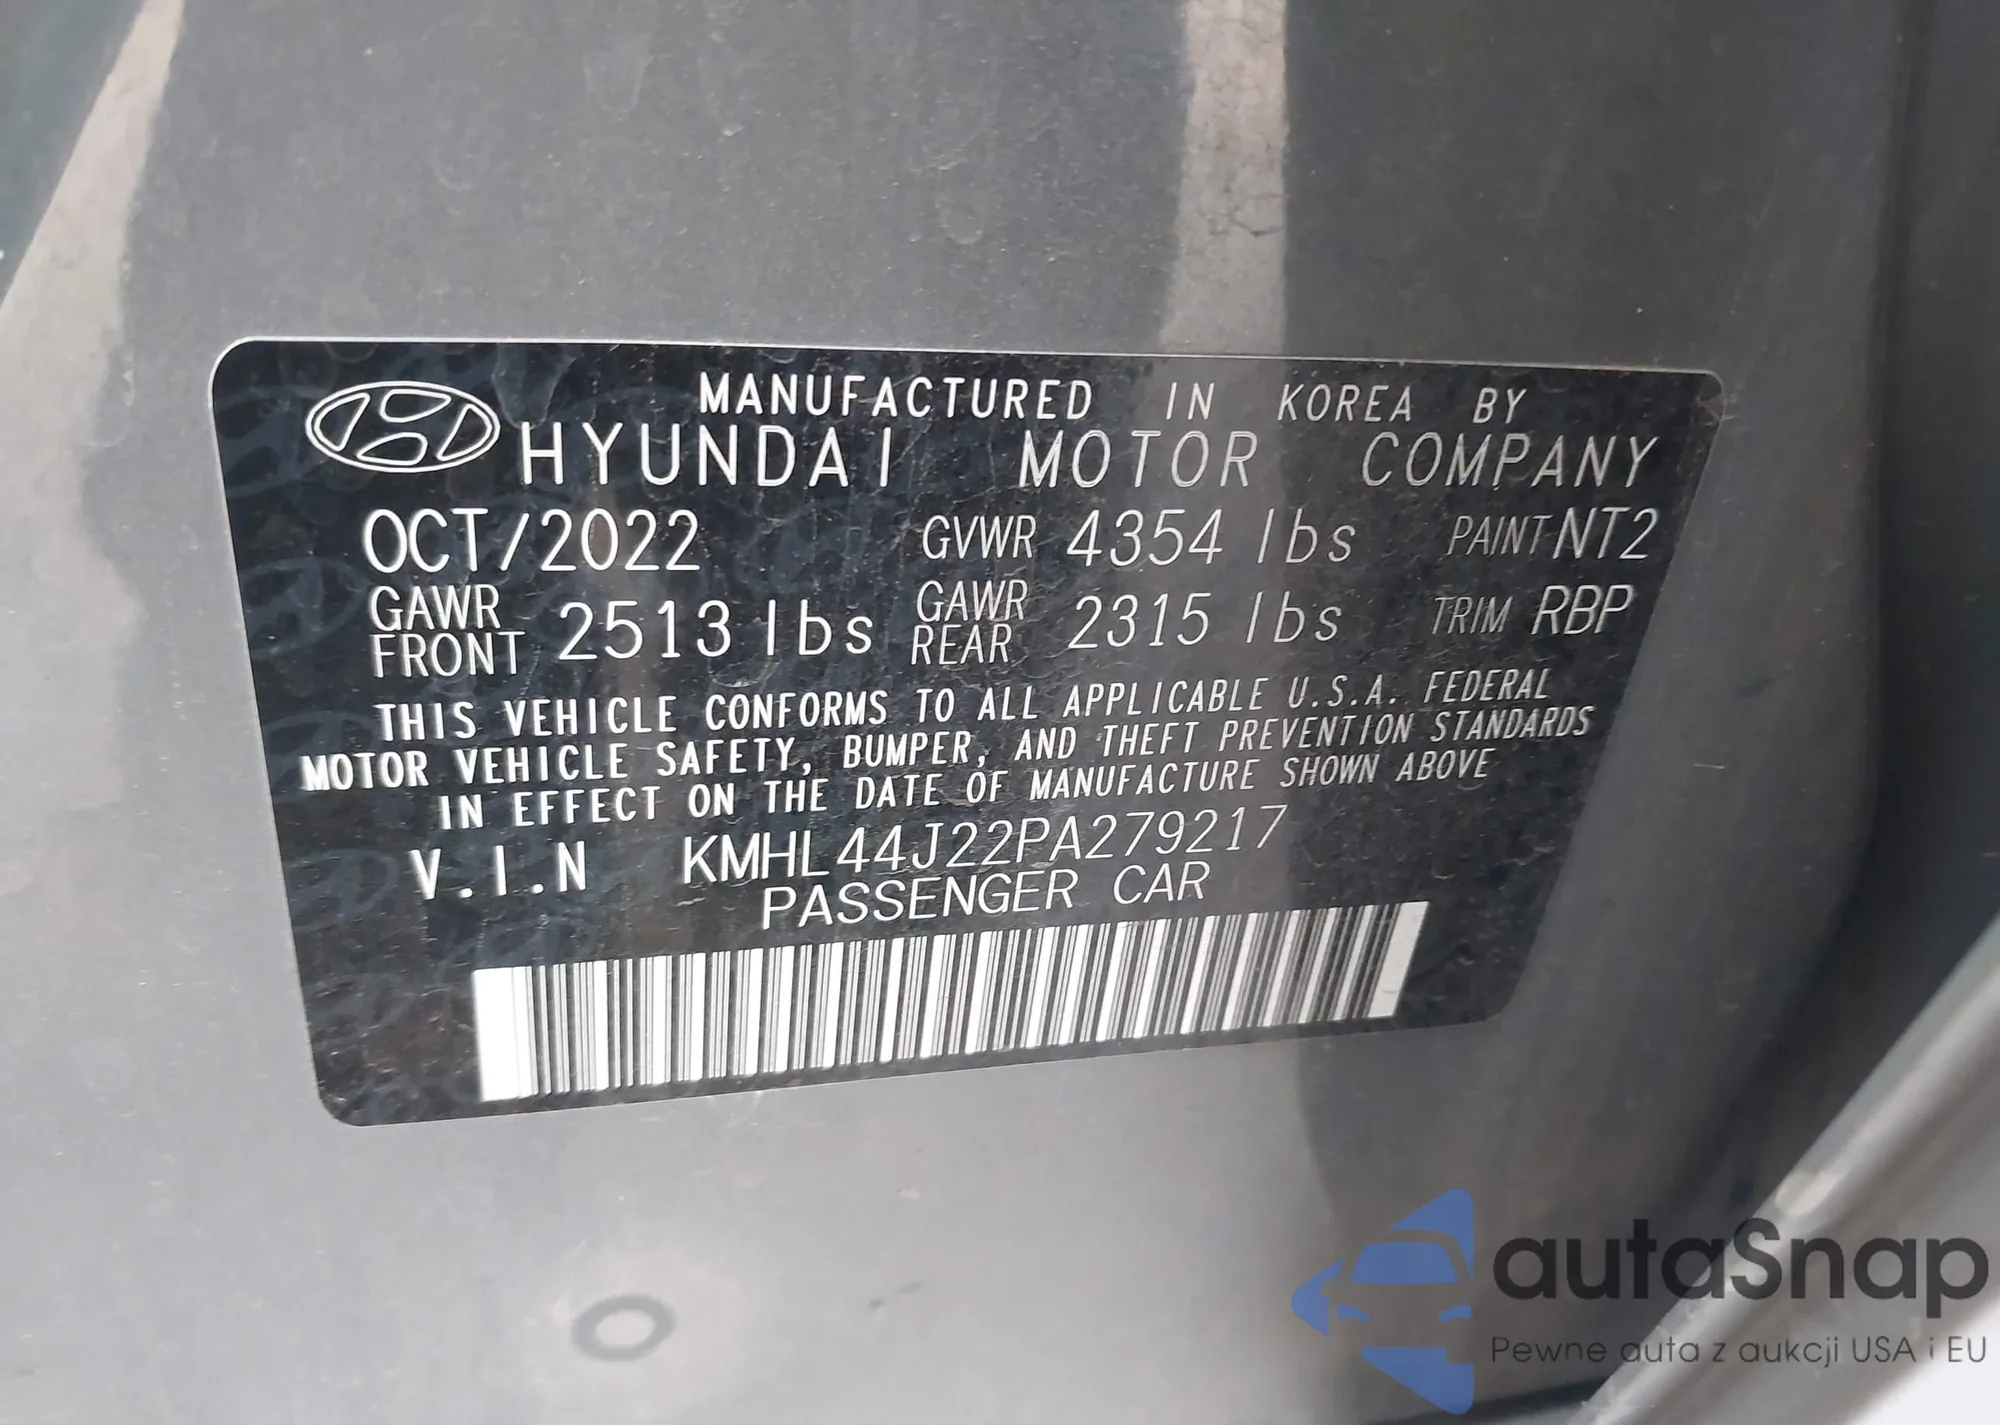 MANUFACTURED IN KOREA BY
HYUNDAI MOTOR COMPANY
OCT/2022 GVWR 4354 lbs PAINT NT2
GAWR FRONT 2513 lbs GAWR REAR 2315 lbs TRIM RBP
THIS VEHICLE CONFORMS TO ALL APPLICABLE U.S.A. FEDERAL
MOTOR VEHICLE SAFETY, BUMPER, AND THEFT PREVENTION STANDARDS
IN EFFECT ON THE DATE OF MANUFACTURE SHOWN ABOVE
V.I.N KMHL44J22PA279217
PASSENGER CAR
autaSnap
Pewne auta z aukcji USA i EU